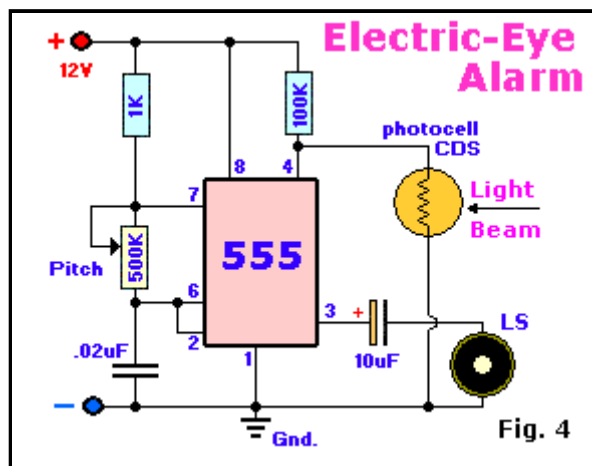 Electric-Eye
Alarm
+
12V
1K
100K
photocell
CDS
8
4
7
Light
Beam
555
500K
Pitch
6
3
+
LS
2
.02uF
10uF
1
−
Gnd.
Fig. 4